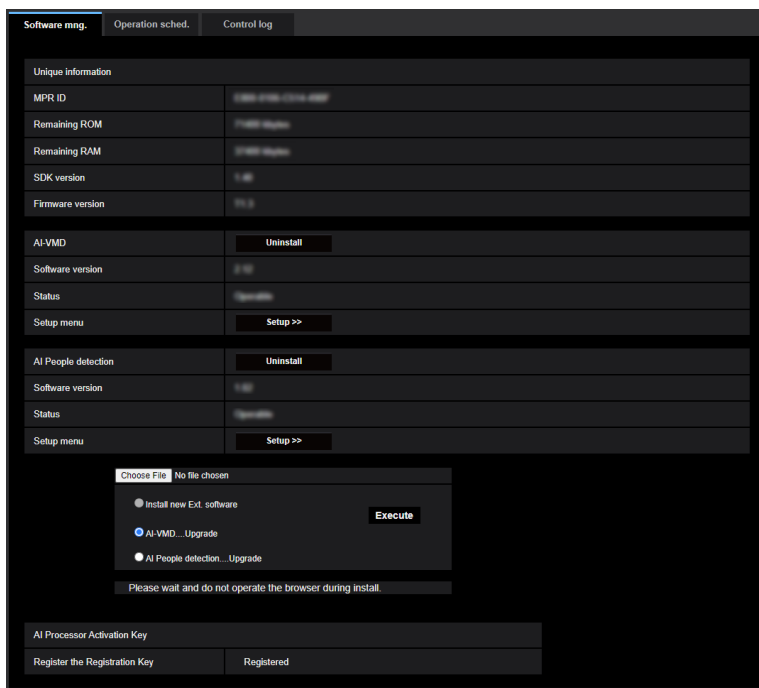 Software mng. Operation sched. Control log
Unique information
MPR ID
Remaining ROM
Remaining RAM
SDK version
Firmware version
AI-VMD Uninstall
Software version
Status
Setup menu Setup >>
AI People detection Uninstall
Software version
Status
Setup menu Setup >>
Choose File No file chosen
Install new Ext. software
Execute
AI-VMD....Upgrade
AI People detection....Upgrade
Please wait and do not operate the browser during install.
AI Processor Activation Key
Register the Registration Key Registered